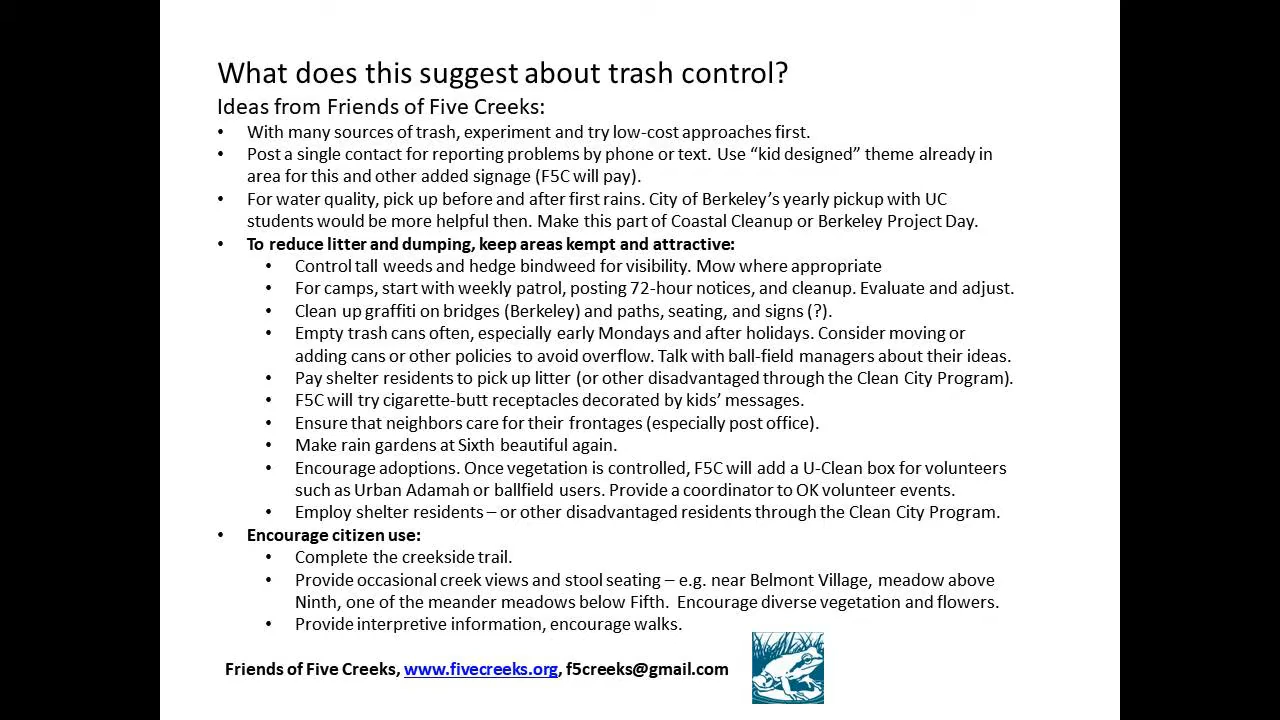 What does this suggest about trash control?
Ideas from Friends of Five Creeks:
• With many sources of trash, experiment and try low-cost approaches first.
• Post a single contact for reporting problems by phone or text. Use “kid designed” theme already in
area for this and other added signage (F5C will pay).
• For water quality, pick up before and after first rains. City of Berkeley’s yearly pickup with UC
students would be more helpful then. Make this part of Coastal Cleanup or Berkeley Project Day.
• To reduce litter and dumping, keep areas kempt and attractive:
• Control tall weeds and hedge bindweed for visibility. Mow where appropriate
• For camps, start with weekly patrol, posting 72-hour notices, and cleanup. Evaluate and adjust.
• Clean up graffiti on bridges (Berkeley) and paths, seating, and signs (?).
• Empty trash cans often, especially early Mondays and after holidays. Consider moving or
adding cans or other policies to avoid overflow. Talk with ball-field managers about their ideas.
• Pay shelter residents to pick up litter (or other disadvantaged through the Clean City Program).
• F5C will try cigarette-butt receptacles decorated by kids’ messages.
• Ensure that neighbors care for their frontages (especially post office).
• Make rain gardens at Sixth beautiful again.
• Encourage adoptions. Once vegetation is controlled, F5C will add a U-Clean box for volunteers
such as Urban Adamah or ballfield users. Provide a coordinator to OK volunteer events.
• Employ shelter residents – or other disadvantaged residents through the Clean City Program.
• Encourage citizen use:
• Complete the creekside trail.
• Provide occasional creek views and stool seating – e.g. near Belmont Village, meadow above
Ninth, one of the meander meadows below Fifth. Encourage diverse vegetation and flowers.
• Provide interpretive information, encourage walks.
Friends of Five Creeks, www.fivecreeks.org, f5creeks@gmail.com